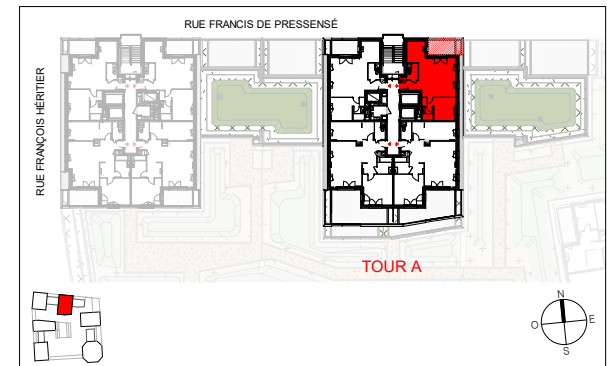 RUE FRANCIS DE PRESSENSÉ
RUE FRANÇOIS HÉRITIER
TOUR A
N
O E
S